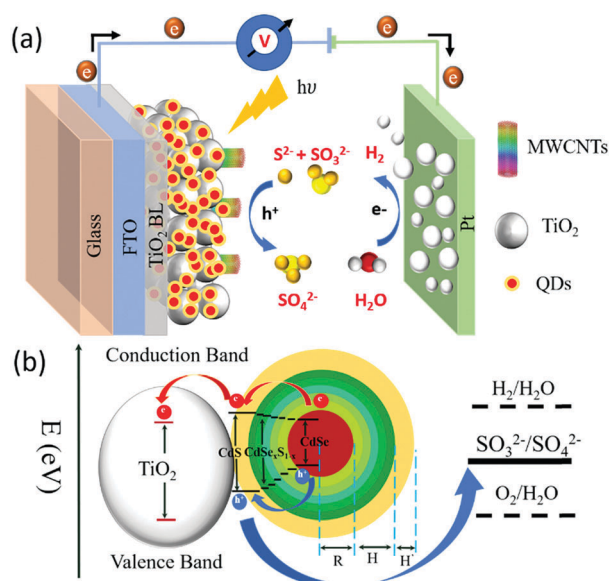 (a)
e
e
V
e
e
hυ
S²⁻ + SO₃²⁻
H₂
h⁺
e-
SO₄²⁻
H₂O
Glass
FTO
TiO₂ BL
Pt
MWCNTs
TiO₂
QDs
(b)
E (eV)
Conduction Band
e
e
e
TiO₂
CdS
CdSeₓS₁₋ₓ
CdSe
h⁺
h⁺
Valence Band
R
H
H'
H₂/H₂O
SO₃²⁻/SO₄²⁻
O₂/H₂O